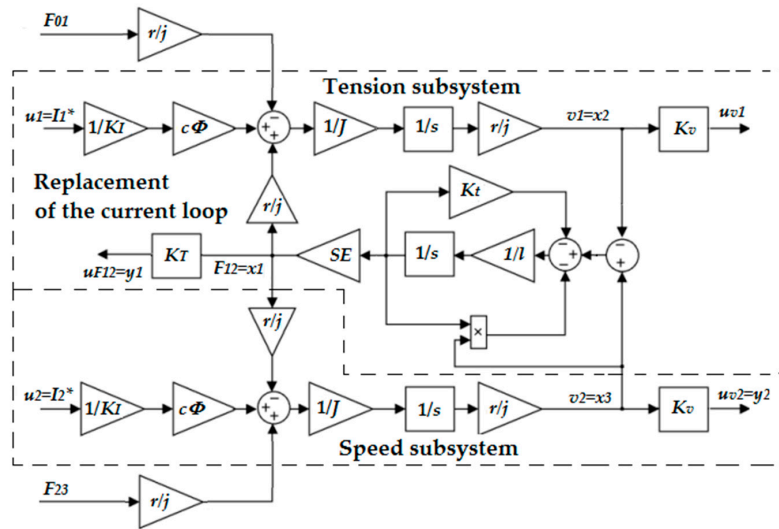 F01
r/j
Tension subsystem
u1=I1*
1/KI
cΦ
− + +
1/J
1/s
r/j
v1=x2
Kv
uv1
Replacement
of the current loop
r/j
Kt
uF12=y1
KT
F12=x1
SE
1/s
1/l
− + −
− +
r/j
×
u2=I2*
1/KI
cΦ
− + −
1/J
1/s
r/j
v2=x3
Kv
uv2=y2
Speed subsystem
F23
r/j